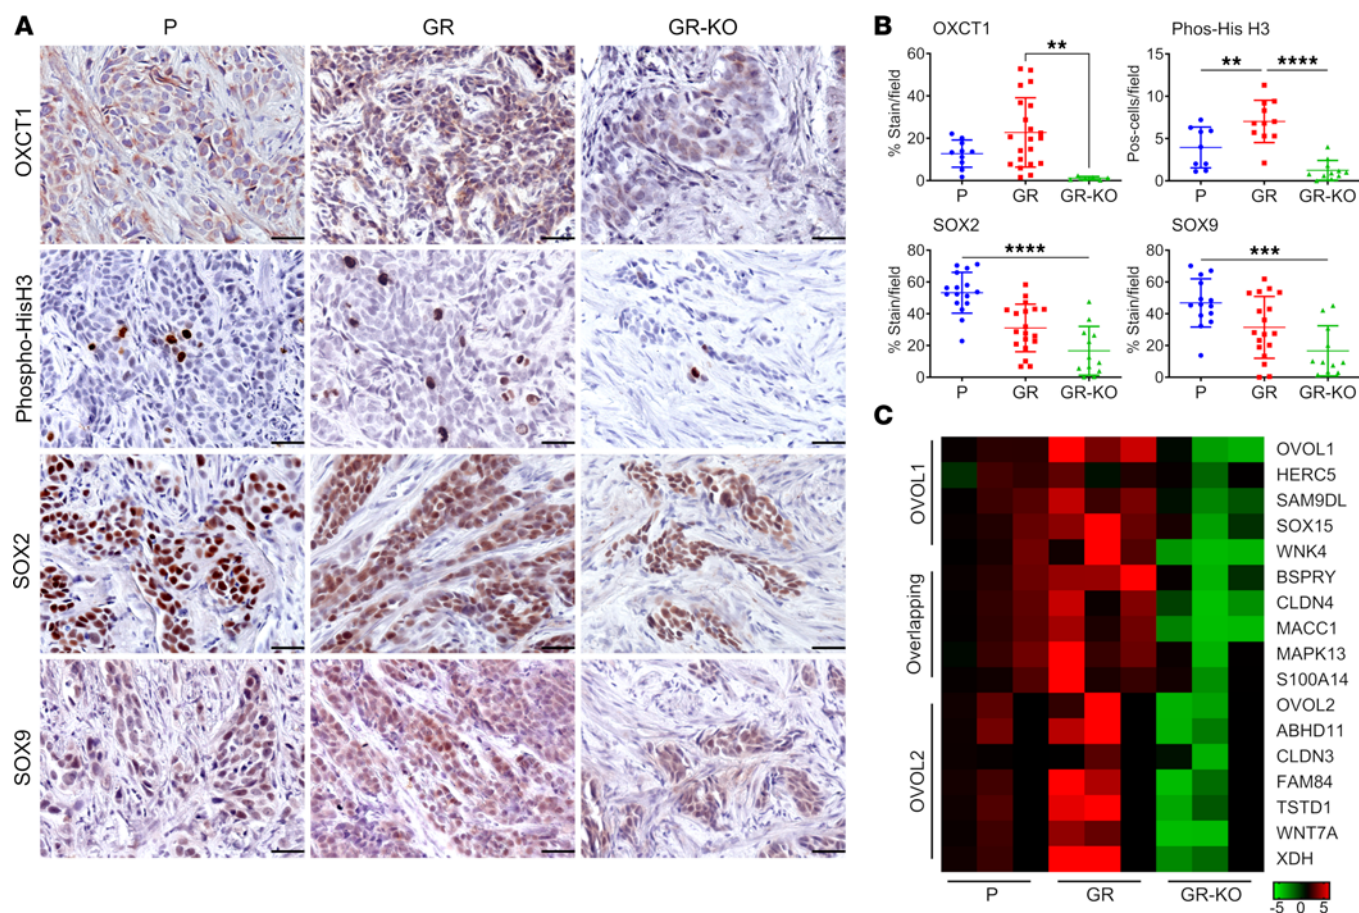 A
P
GR
GR-KO
OXCT1
Phospho-HisH3
SOX2
SOX9
B
OXCT1
% Stain/field
60
40
20
0
**
P
GR
GR-KO
Phos-His H3
Pos-cells/field
15
10
5
0
**
****
P
GR
GR-KO
SOX2
% Stain/field
80
60
40
20
0
****
P
GR
GR-KO
SOX9
% Stain/field
80
60
40
20
0
***
P
GR
GR-KO
C
OVOL1
Overlapping
OVOL2
OVOL1
HERC5
SAM9DL
SOX15
WNK4
BSPRY
CLDN4
MACC1
MAPK13
S100A14
OVOL2
ABHD11
CLDN3
FAM84
TSTD1
WNT7A
XDH
P
GR
GR-KO
-5 0 5